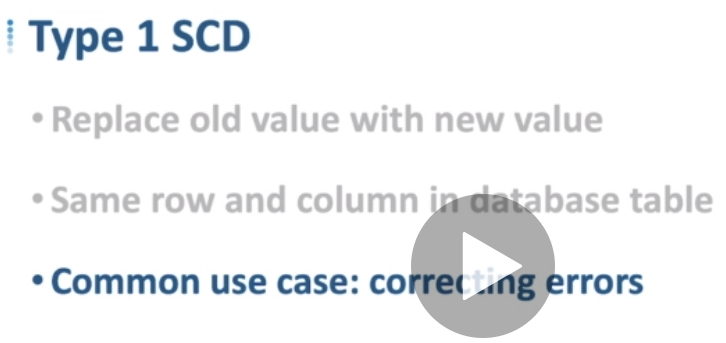 Type 1 SCD
• Replace old value with new value
• Same row and column in database table
• Common use case: correcting errors